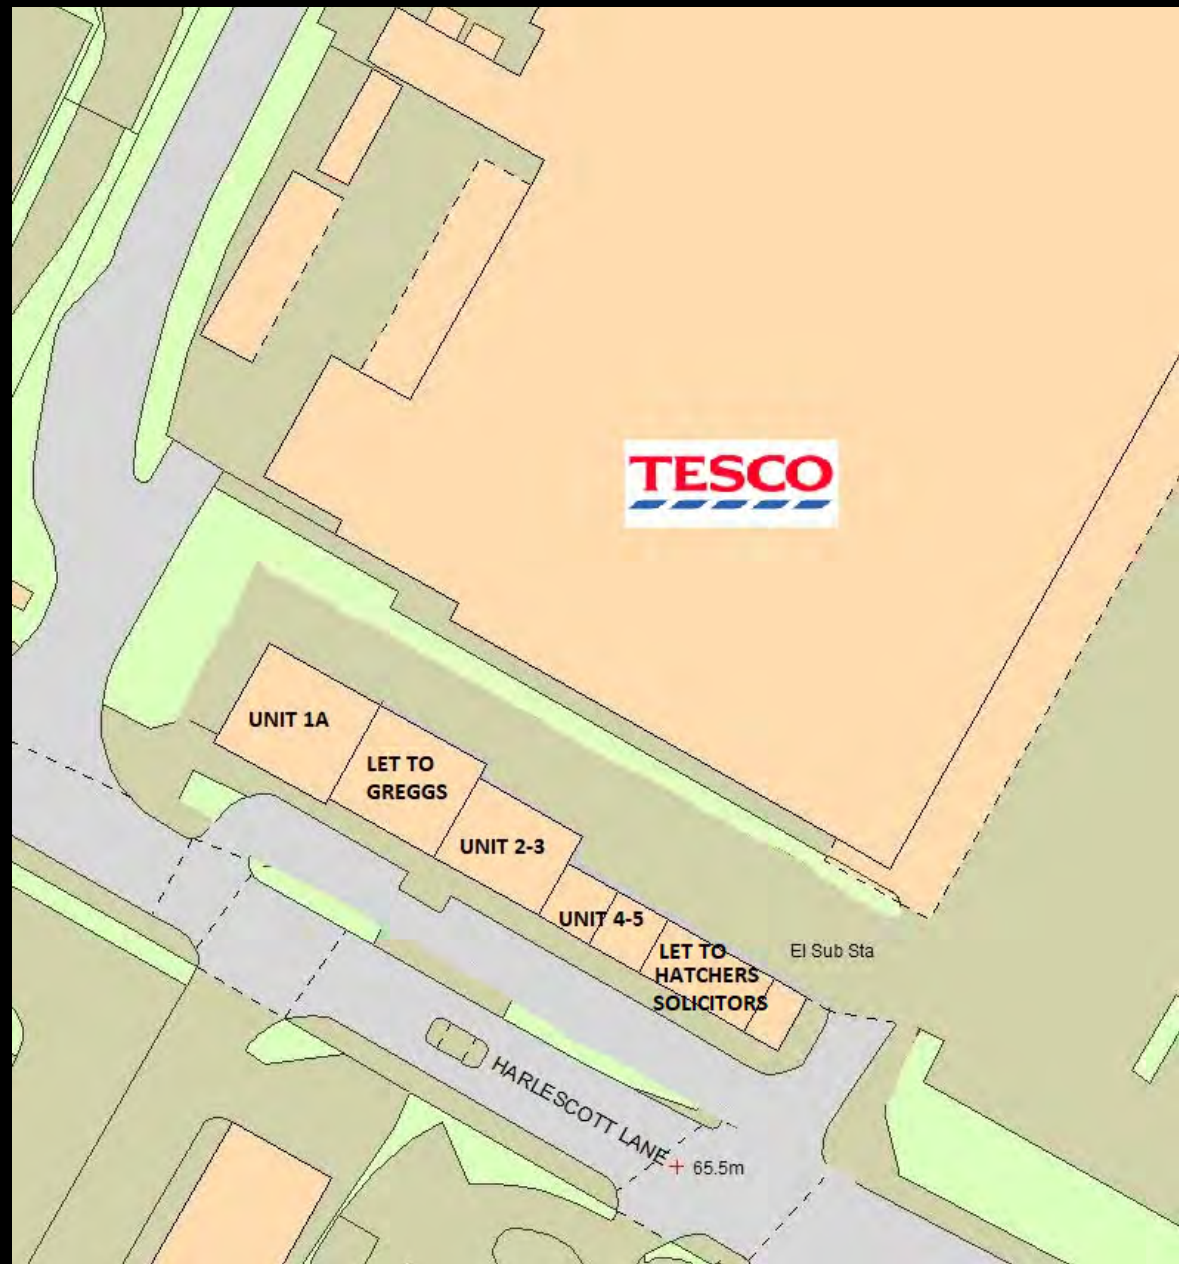 TESCO
UNIT 1A
LET TO
GREGGS
UNIT 2-3
UNIT 4-5
LET TO
HATCHERS
SOLICITORS
El Sub Sta
HARLESCOTT LANE
65.5m